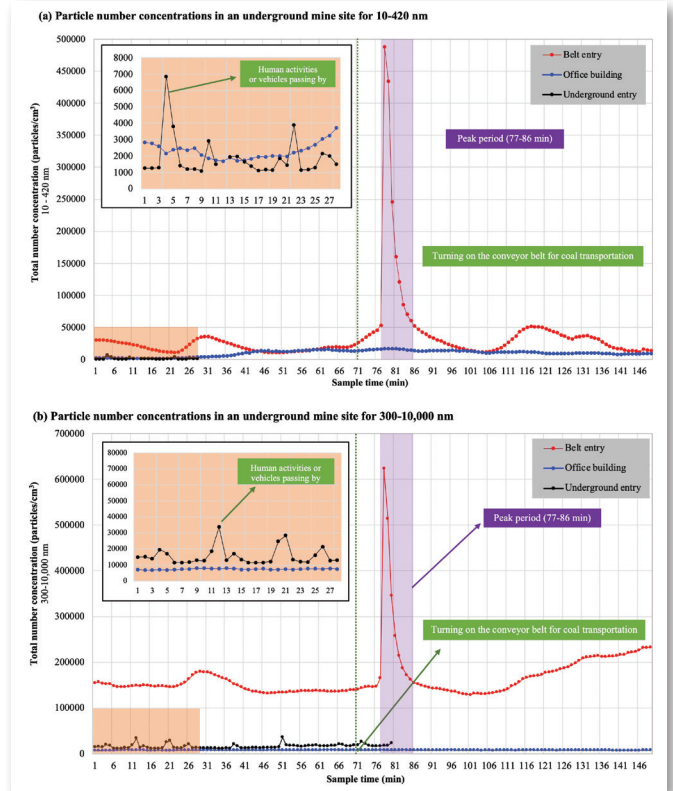 (a) Particle number concentrations in an underground mine site for 10-420 nm
Total number concentration (particles/cm³)
10 - 420 nm
500000
450000
400000
350000
300000
250000
200000
150000
100000
50000
0
8000
7000
6000
5000
4000
3000
2000
1000
0
Human activities
or vehicles passing by
1 3 5 7 9 11 13 15 17 19 21 23 25 27
Belt entry
Office building
Underground entry
Peak period (77-86 min)
Turning on the conveyor belt for coal transportation
1 6 11 16 21 26 31 36 41 46 51 56 61 66 71 76 81 86 91 96 101 106 111 116 121 126 131 136 141 146
Sample time (min)
(b) Particle number concentrations in an underground mine site for 300-10,000 nm
Total number concentration (particles/cm³)
300-10,000 nm
700000
600000
500000
400000
300000
200000
100000
0
80000
70000
60000
50000
40000
30000
20000
10000
0
Human activities or
vehicles passing by
1 3 5 7 9 11 13 15 17 19 21 23 25 27
Belt entry
Office building
Underground entry
Peak period (77-86 min)
Turning on the conveyor belt for coal transportation
1 6 11 16 21 26 31 36 41 46 51 56 61 66 71 76 81 86 91 96 101 106 111 116 121 126 131 136 141 146
Sample time (min)